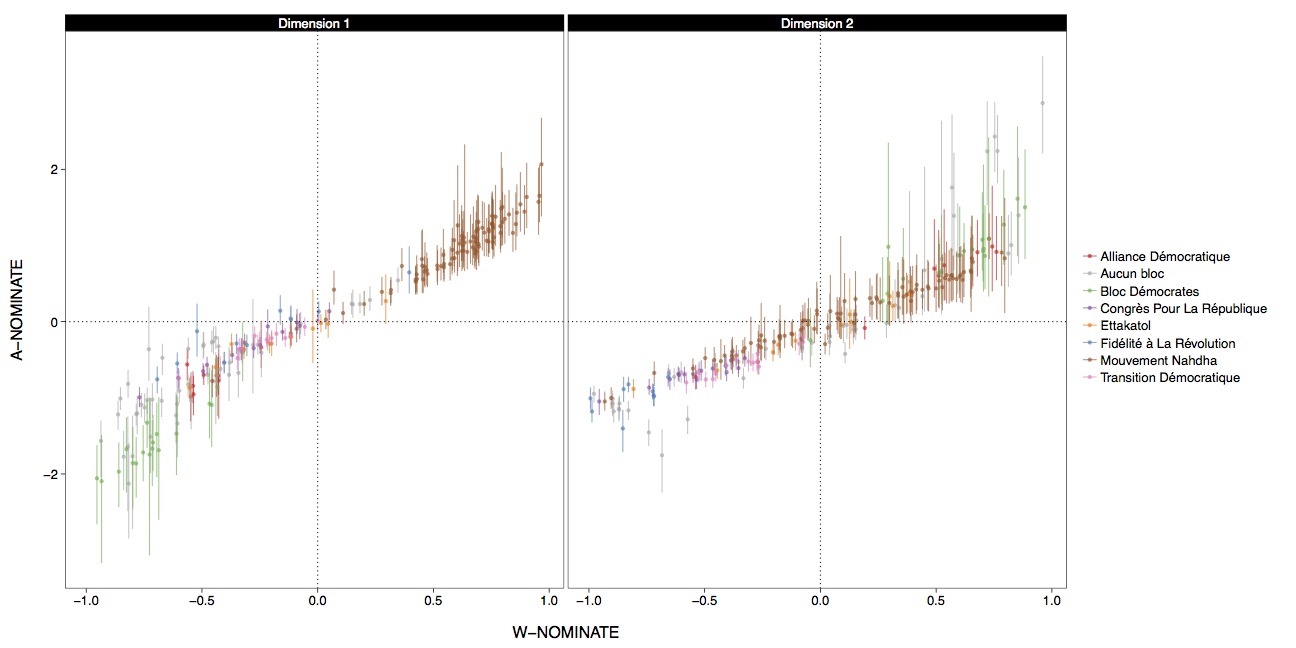 Dimension 1
Dimension 2
A−NOMINATE
2
0
−2
−1.0
−0.5
0.0
0.5
1.0
−1.0
−0.5
0.0
0.5
1.0
W−NOMINATE
Alliance Démocratique
Aucun bloc
Bloc Démocrates
Congrès Pour La République
Ettakatol
Fidélité à La Révolution
Mouvement Nahdha
Transition Démocratique